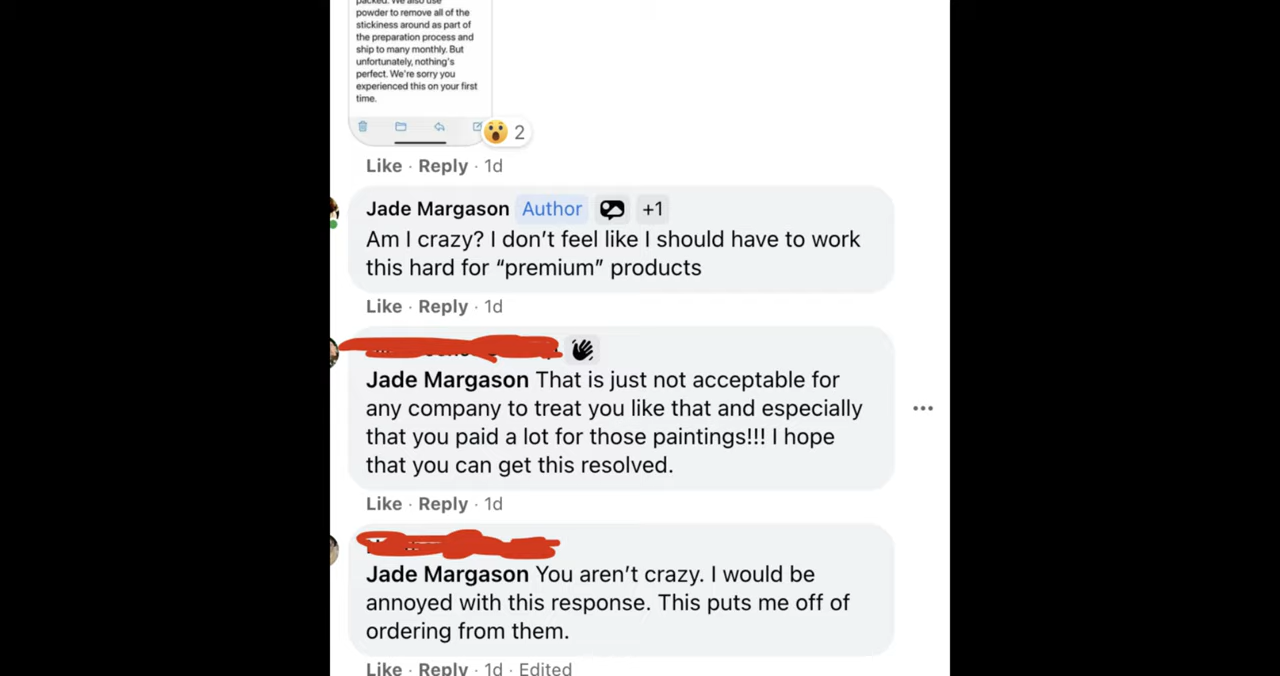 packed. We also use
powder to remove all of the
stickiness around as part of
the preparation process and
ship to many monthly. But
unfortunately, nothing's
perfect. We're sorry you
experienced this on your first
time.
2
Like · Reply · 1d
Jade Margason Author +1
Am I crazy? I don’t feel like I should have to work
this hard for “premium” products
Like · Reply · 1d
Jade Margason That is just not acceptable for
any company to treat you like that and especially
that you paid a lot for those paintings!!! I hope
that you can get this resolved.
Like · Reply · 1d
Jade Margason You aren’t crazy. I would be
annoyed with this response. This puts me off of
ordering from them.
Like · Reply · 1d · Edited